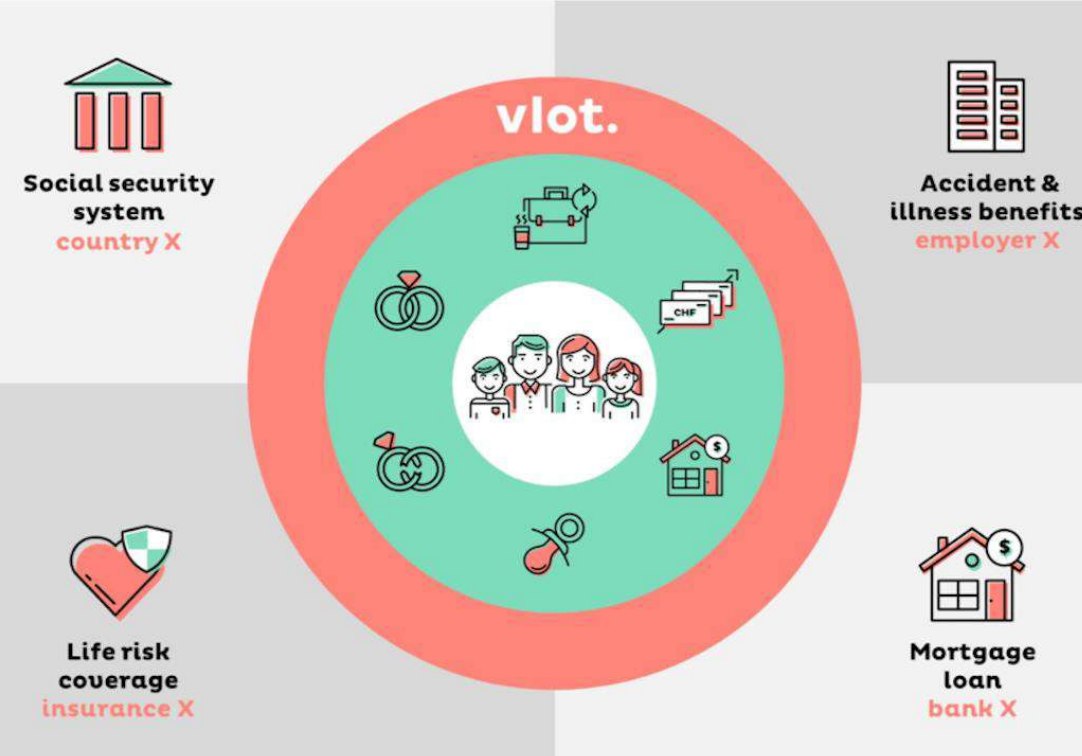 vlot.
Social security
system
country X
Accident &
illness benefits
employer X
CHF
$
Life risk
coverage
insurance X
$
Mortgage
loan
bank X